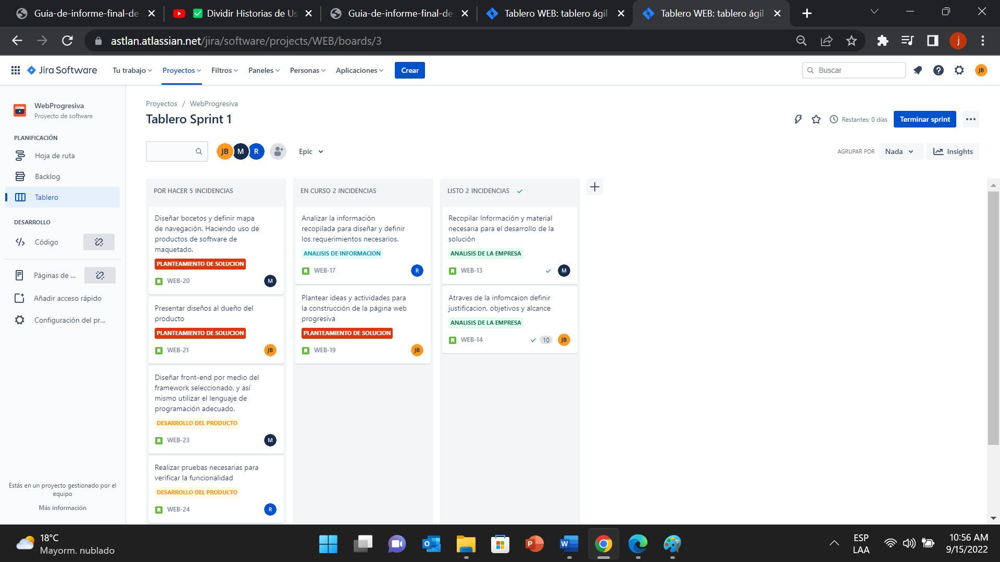 Guia-de-informe-final-de-
Dividir Historias de Us
Guia-de-informe-final-de-
Tablero WEB: tablero ágil
Tablero WEB: tablero ágil
astlan.atlassian.net/jira/software/projects/WEB/boards/3
j
Jira Software
Tu trabajo
Proyectos
Filtros
Paneles
Personas
Aplicaciones
Crear
Buscar
JB
WebProgresiva
Proyecto de software
PLANIFICACIÓN
Hoja de ruta
Backlog
Tablero
DESARROLLO
Código
Páginas de ...
Añadir acceso rápido
Configuración del pr...
Estás en un proyecto gestionado por el
equipo
Más información
Proyectos / WebProgresiva
Tablero Sprint 1
Restantes: 0 días
Terminar sprint
JB
M
R
Epic
AGRUPAR POR
Nada
Insights
POR HACER 5 INCIDENCIAS
Diseñar bocetos y definir mapa
de navegación. Haciendo uso de
productos de software de
maquetado.
PLANTEAMIENTO DE SOLUCION
WEB-20
M
Presentar diseños al dueño del
producto
PLANTEAMIENTO DE SOLUCION
WEB-21
JB
Diseñar front-end por medio del
framework seleccionado, y así
mismo utilizar el lenguaje de
programación adecuado.
DESARROLLO DEL PRODUCTO
WEB-23
M
Realizar pruebas necesarias para
verificar la funcionalidad
DESARROLLO DEL PRODUCTO
WEB-24
R
EN CURSO 2 INCIDENCIAS
Analizar la información
recopilada para diseñar y definir
los requerimientos necesarios.
ANALISIS DE INFORMACION
WEB-17
R
Plantear ideas y actividades para
la construcción de la página web
progresiva
PLANTEAMIENTO DE SOLUCION
WEB-19
JB
LISTO 2 INCIDENCIAS
Recopilar Información y material
necesaria para el desarrollo de la
solución
ANALISIS DE LA EMPRESA
WEB-13
M
Atraves de la infomcaion definir
justificacion, objetivos y alcance
ANALISIS DE LA EMPRESA
WEB-14
10
JB
18°C
Mayorm. nublado
ESP
LAA
10:56 AM
9/15/2022